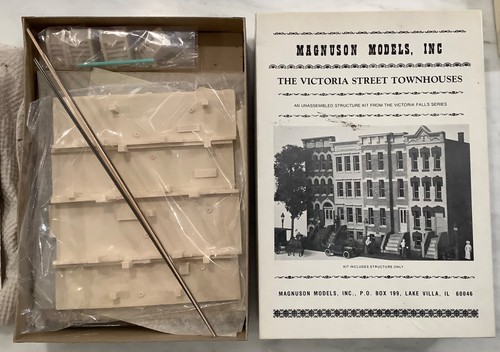 MAGNUSON MODELS, INC
THE VICTORIA STREET TOWNHOUSES
AN UNASSEMBLED STRUCTURE KIT FROM THE VICTORIA FALLS SERIES
KIT INCLUDES STRUCTURE ONLY
MAGNUSON MODELS, INC., P.O. BOX 199, LAKE VILLA, IL 60046